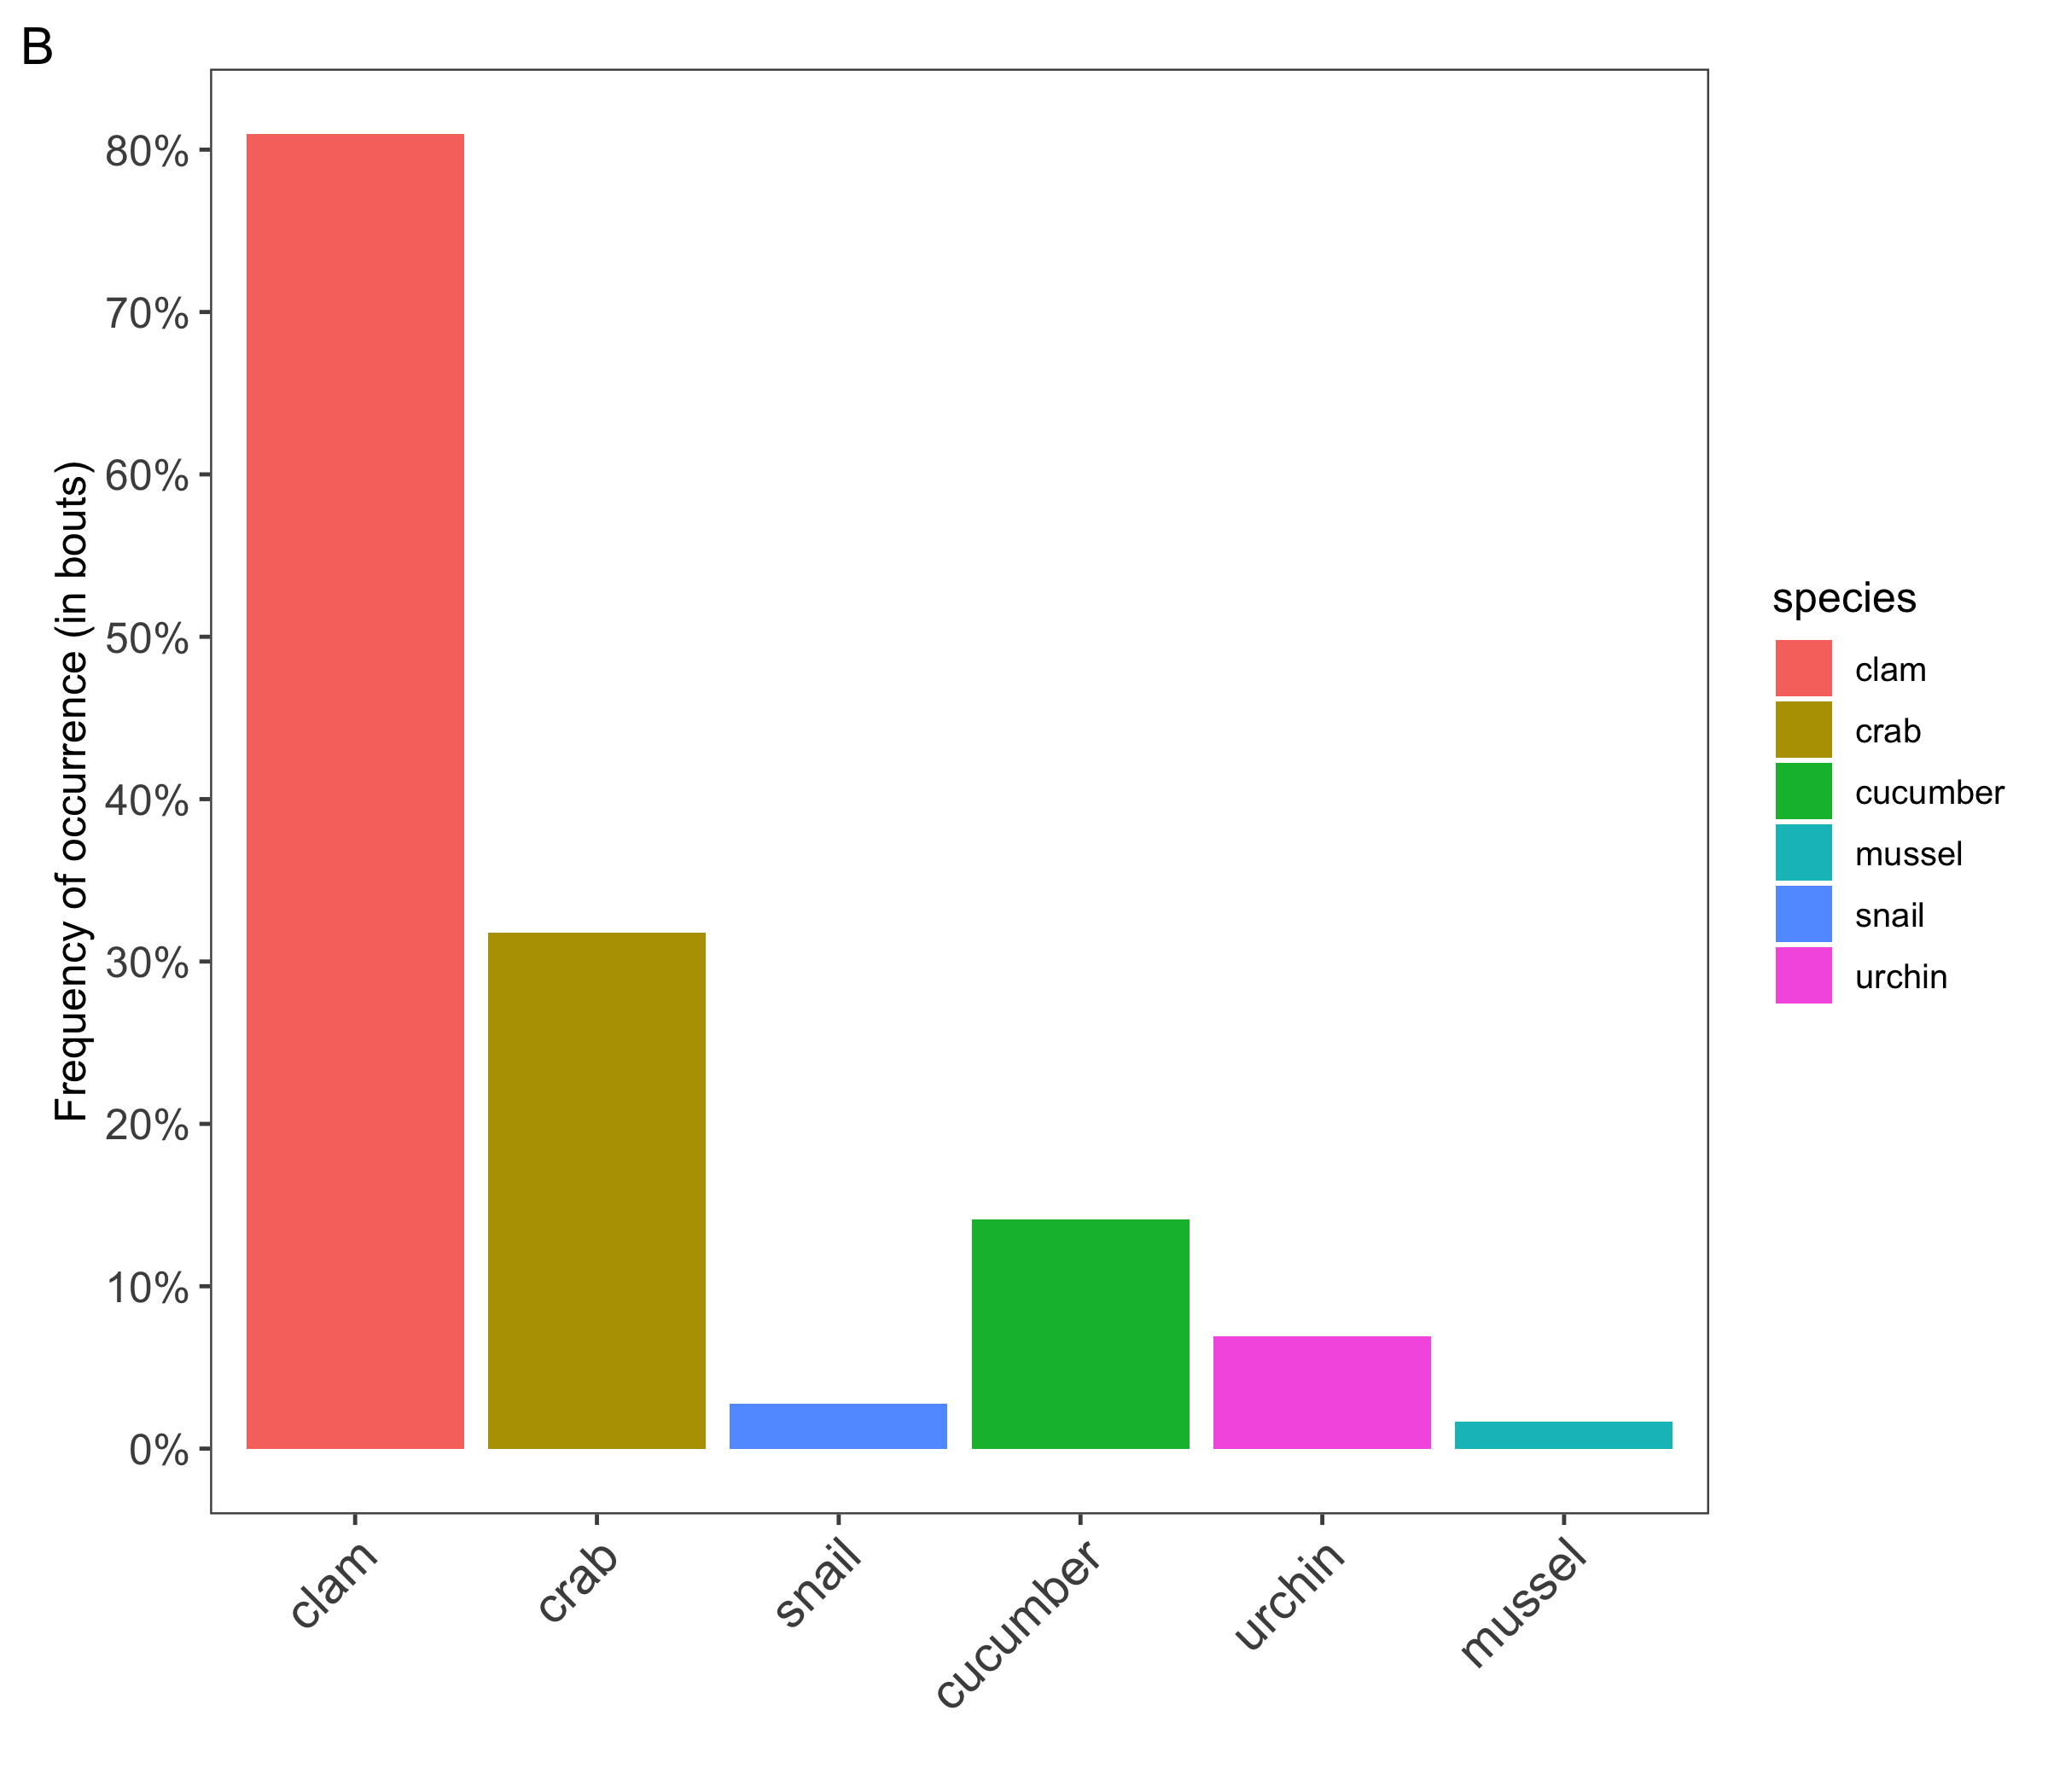 B
Frequency of occurrence (in bouts)
80%
70%
60%
50%
40%
30%
20%
10%
0%
clam
crab
snail
cucumber
urchin
mussel
species
clam
crab
cucumber
mussel
snail
urchin